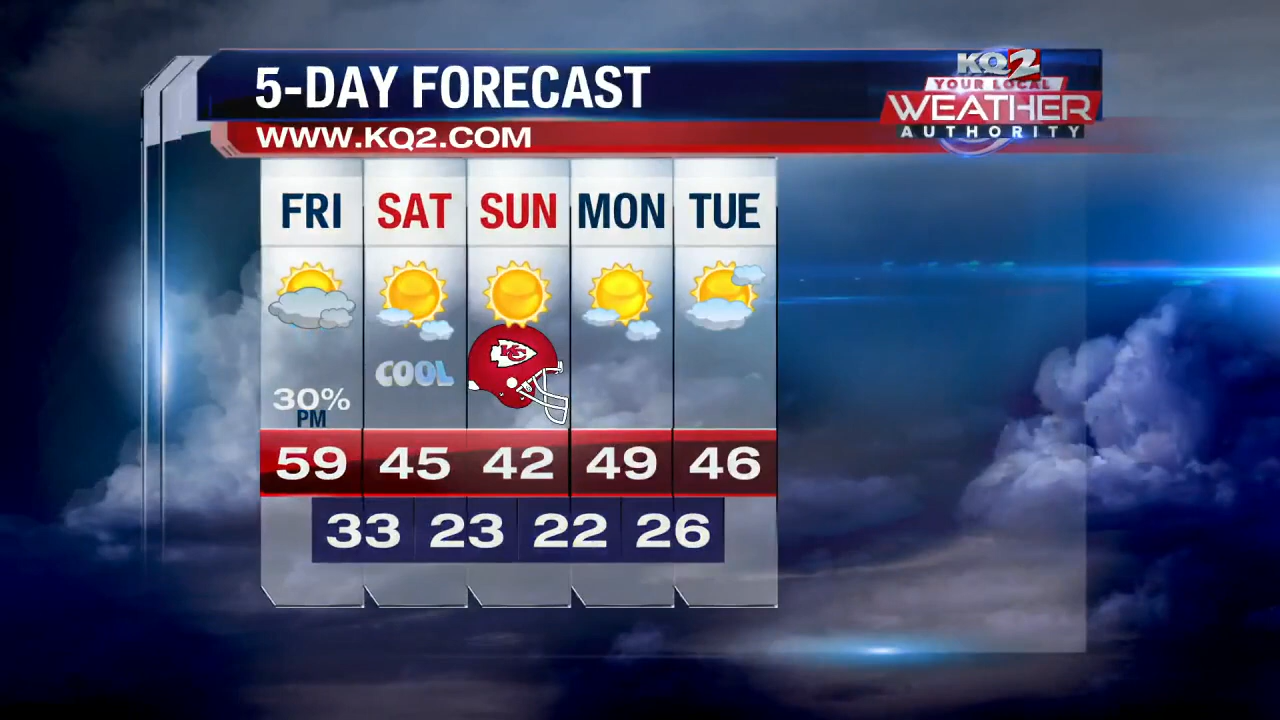 5-DAY FORECAST
WWW.KQ2.COM
KQ2
YOUR LOCAL
WEATHER
AUTHORITY
FRI SAT SUN MON TUE
KC
COOL
30%
PM
59 45 42 49 46
33 23 22 26